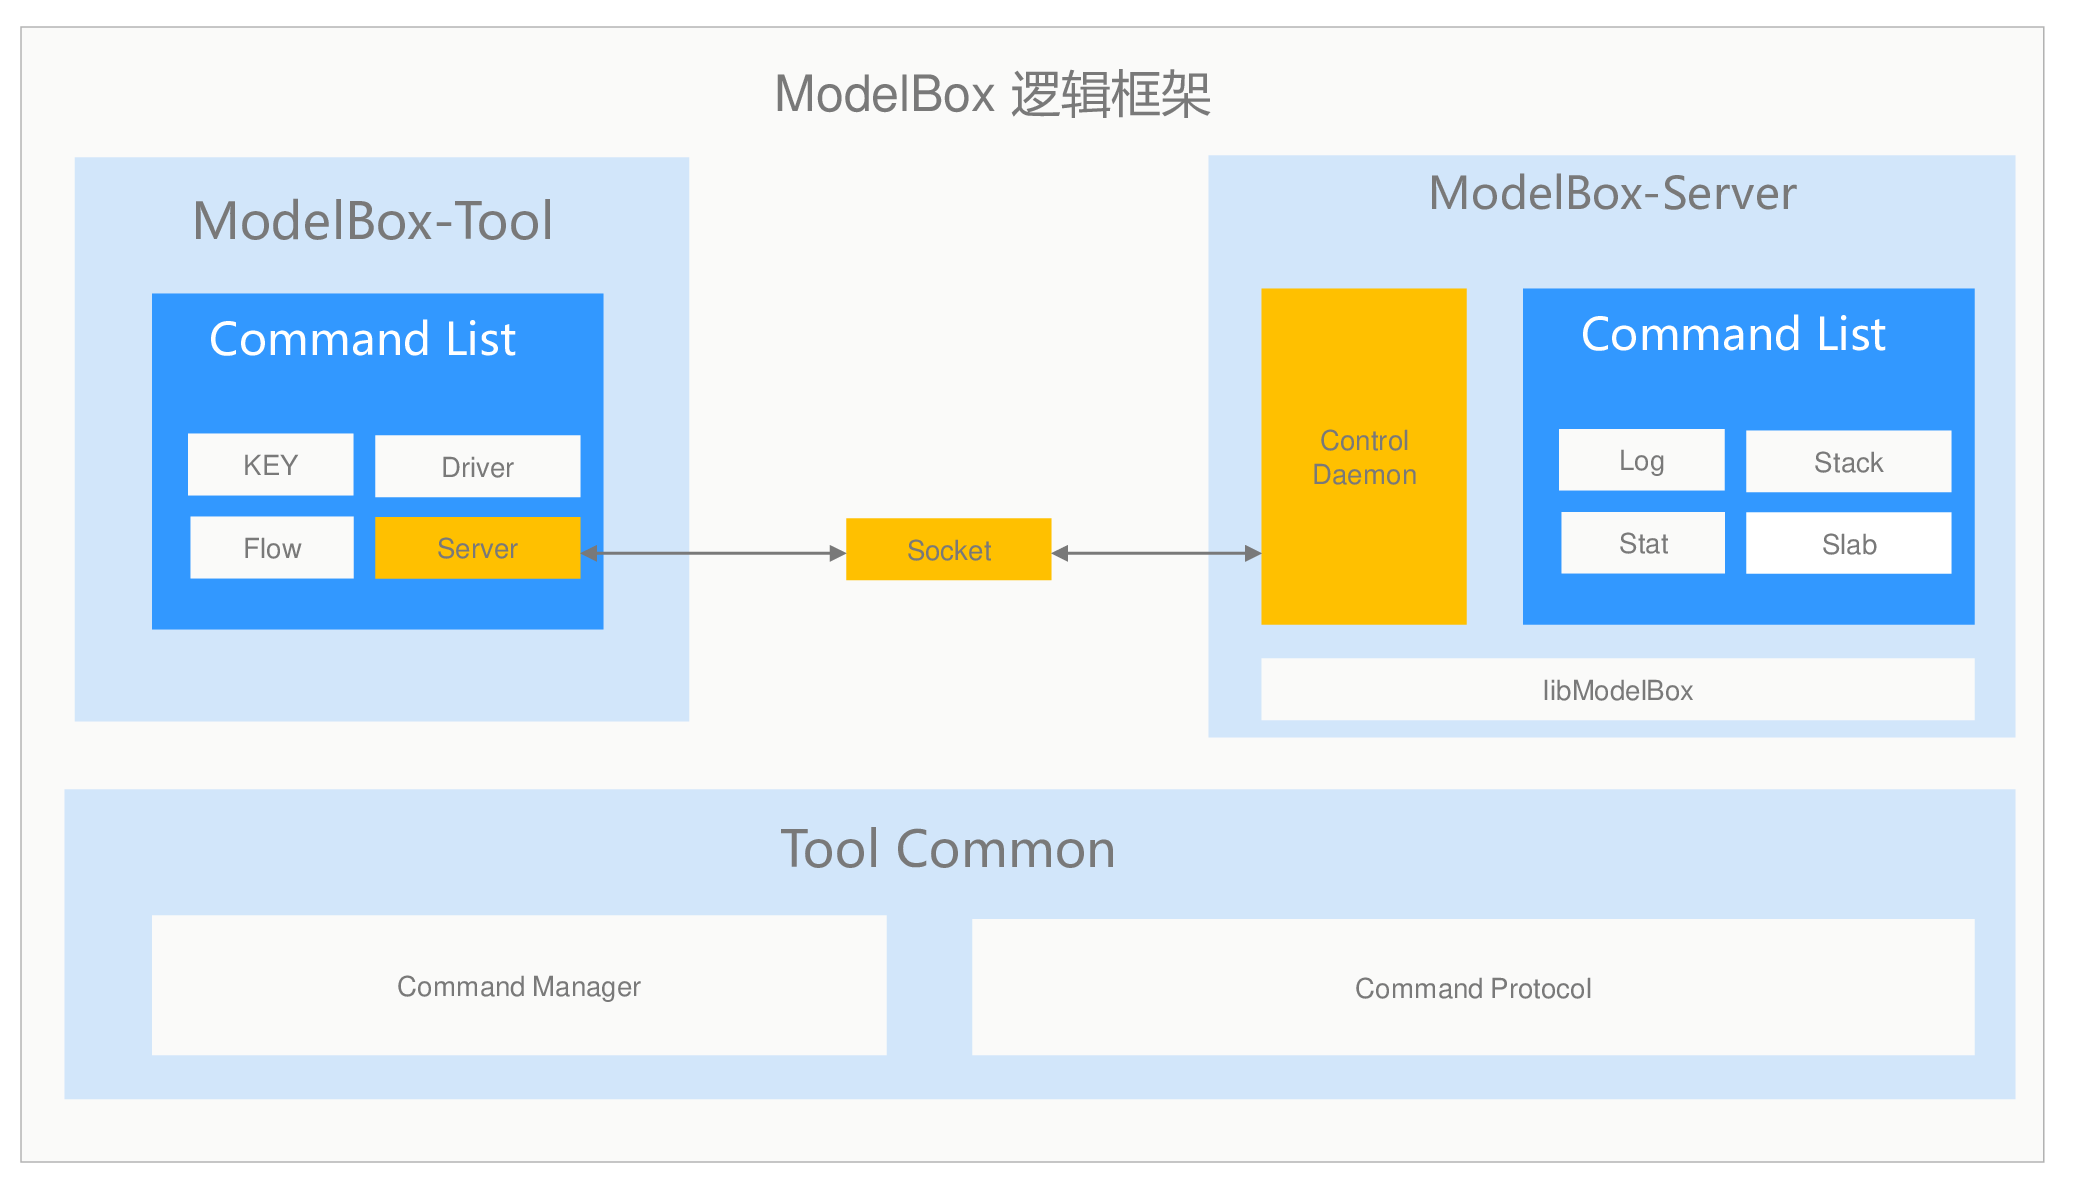 ModelBox 逻辑框架
ModelBox-Tool
Command List
KEY
Driver
Flow
Server
Socket
ModelBox-Server
Control
Daemon
Command List
Log
Stack
Stat
Slab
libModelBox
Tool Common
Command Manager
Command Protocol